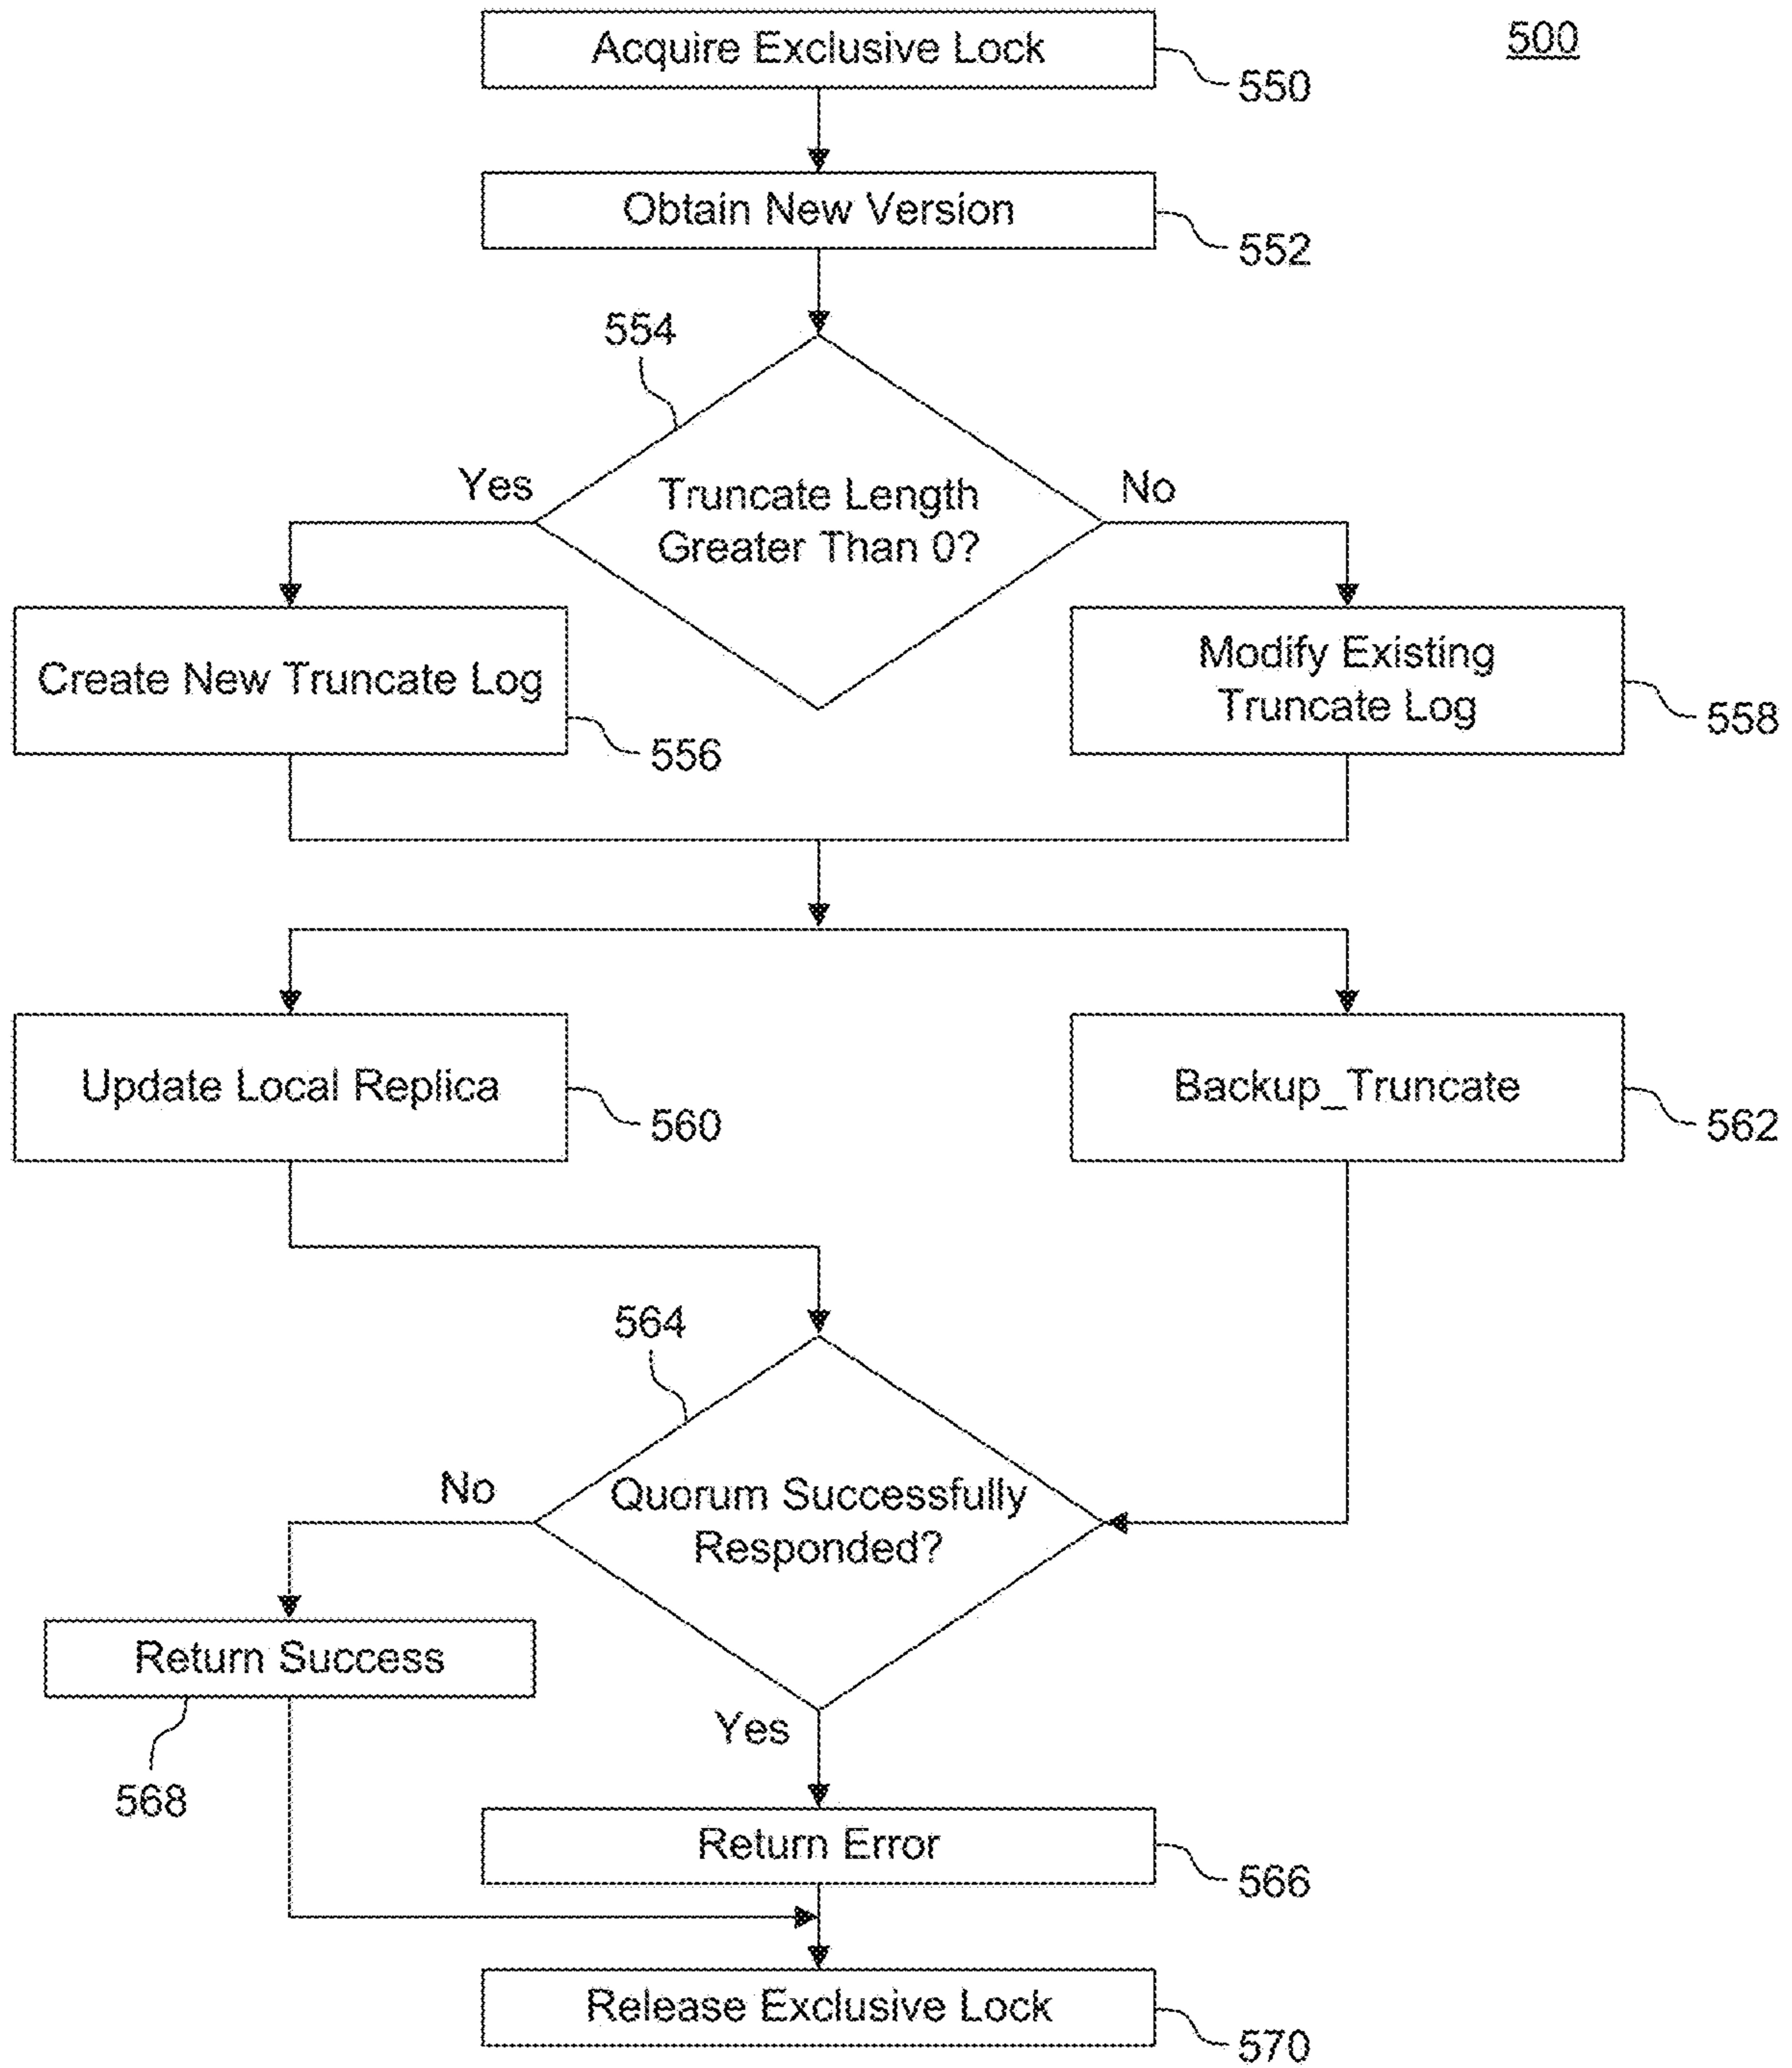 500
Acquire Exclusive Lock
550
Obtain New Version
552
554
Yes
Truncate Length
Greater Than 0?
No
Create New Truncate Log
556
Modify Existing
Truncate Log
558
Update Local Replica
560
Backup_Truncate
562
564
No
Quorum Successfully
Responded?
Return Success
568
Yes
Return Error
566
Release Exclusive Lock
570